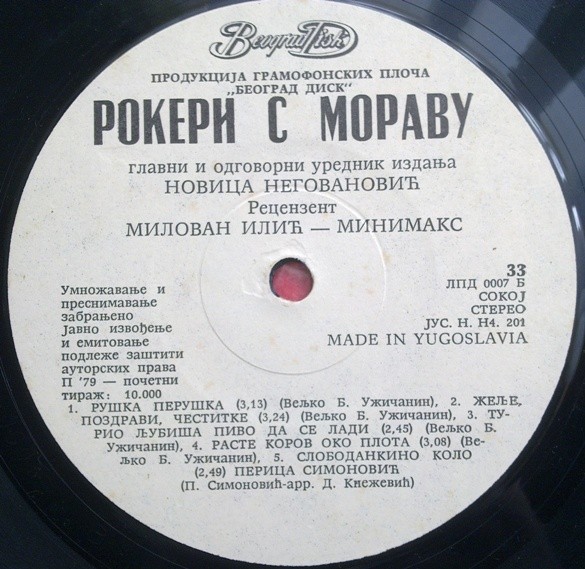 Beograd Disk
ПРОДУКЦИЈА ГРАМОФОНСКИХ ПЛОЧА
„БЕОГРАД ДИСК"
РОКЕРИ С МОРАВУ
главни и одговорни уредник издања
НОВИЦА НЕГОВАНОВИЋ
Рецензент
МИЛОВАН ИЛИЋ — МИНИМАКС
33
ЛПД 0007 Б
СОКОЈ
СТЕРЕО
ЈУС. Н. Н4. 201
MADE IN YUGOSLAVIA
Умножавање и
преснимавање
забрањено
Јавно извођење
и емитовање
подлеже заштити
ауторских права
П '79 — почетни
тираж: 10.000
1. РУШКА ПЕРУШКА (3,13) (Вељко Б. Ужичанин), 2. ЖЕЉЕ,
ПОЗДРАВИ, ЧЕСТИТКЕ (3,24) (Вељко Б. Ужичанин), 3. ТУ-
РИО ЉУБИША ПИВО ДА СЕ ЛАДИ (2,45) (Вељко Б.
Ужичанин), 4. РАСТЕ КОРОВ ОКО ПЛОТА (3,08) (Ве-
љко Б. Ужичанин), 5. СЛОБОДАНКИНО КОЛО
(2,49) ПЕРИЦА СИМОНОВИЋ
(П. Симоновић-арр. Д. Кнежевић)